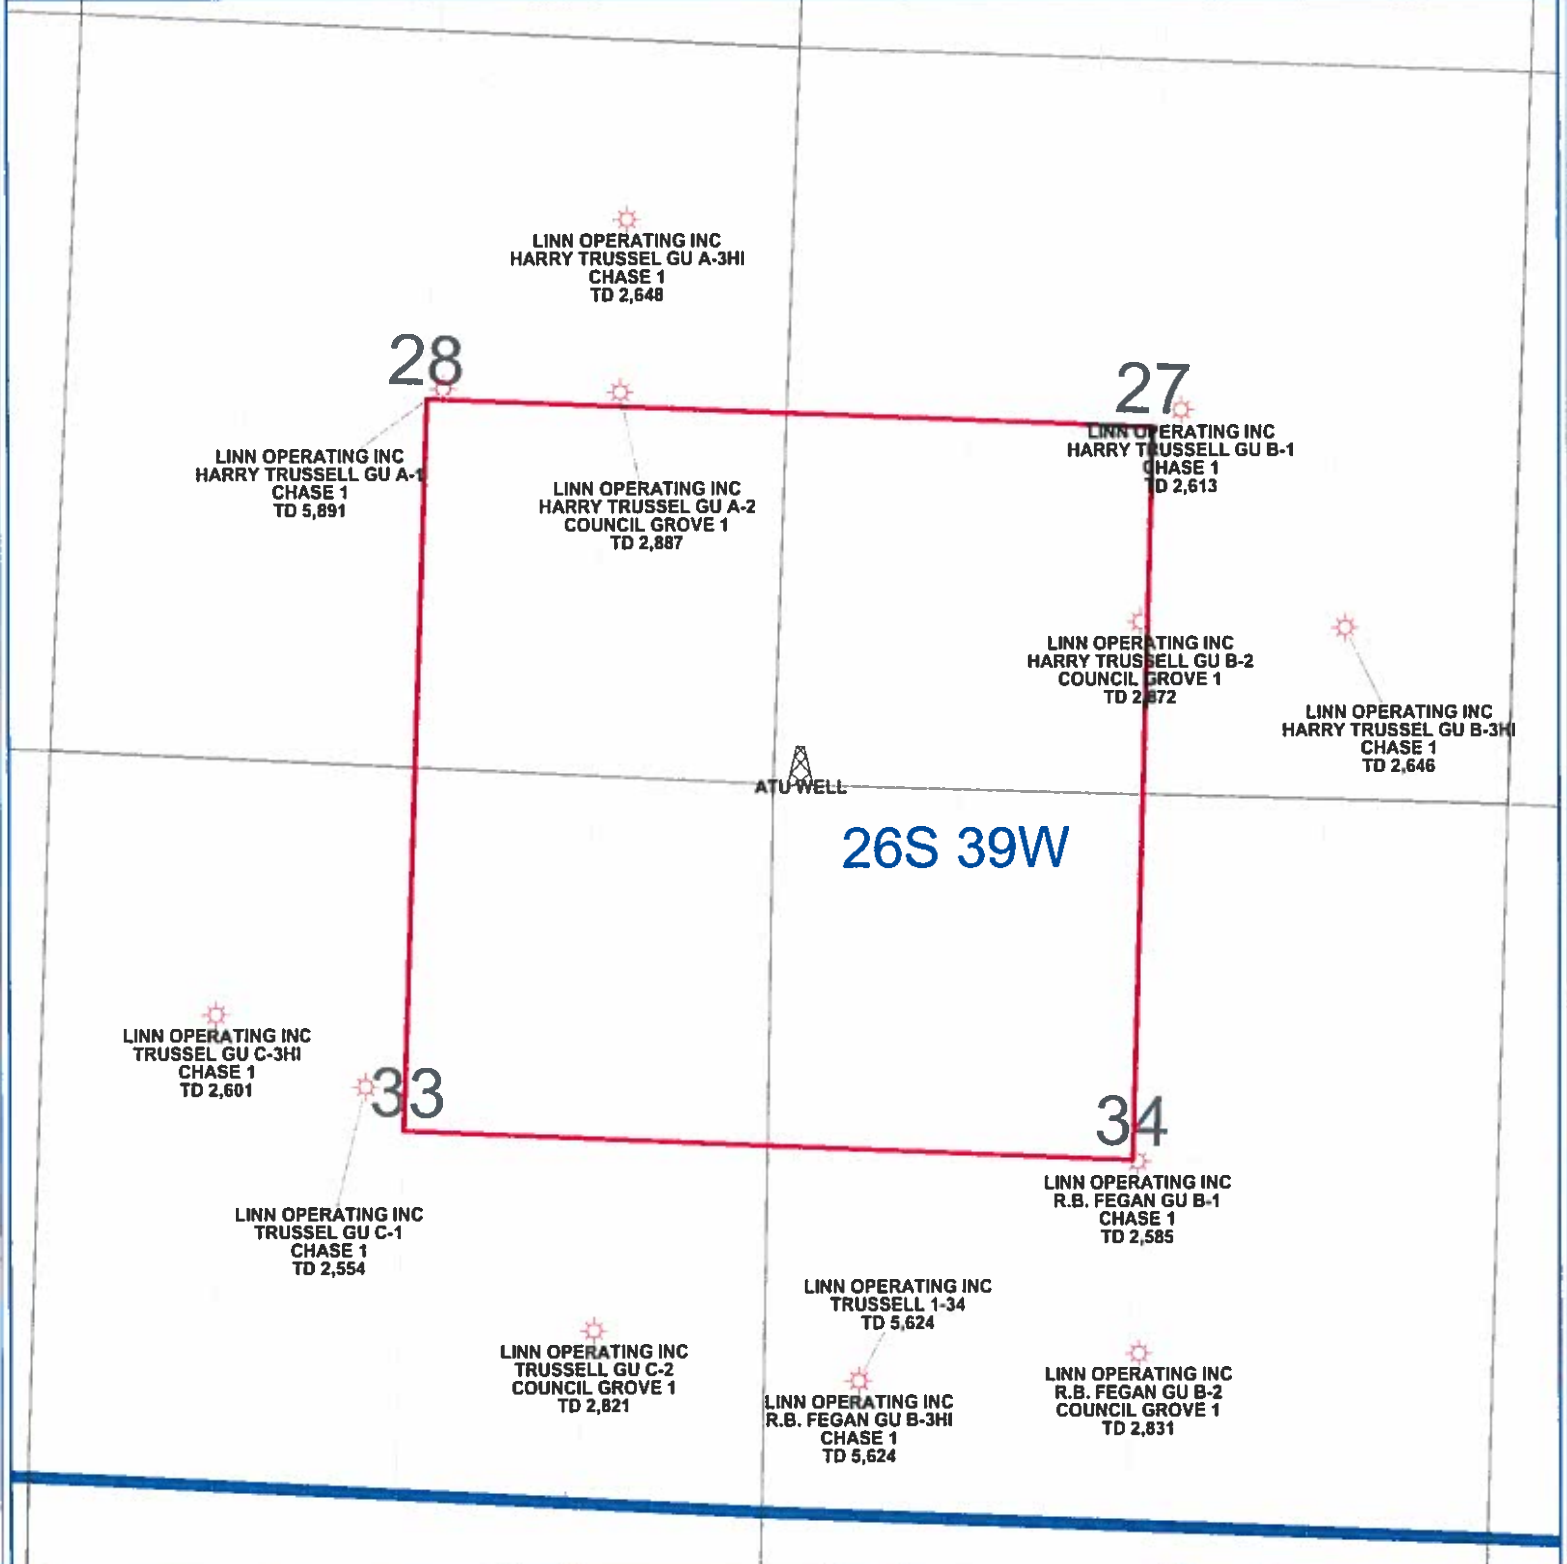 LINN OPERATING INC
HARRY TRUSSEL GU A-3HI
CHASE 1
TD 2,648
28
27
LINN OPERATING INC
HARRY TRUSSELL GU A-1
CHASE 1
TD 5,891
LINN OPERATING INC
HARRY TRUSSEL GU A-2
COUNCIL GROVE 1
TD 2,887
LINN OPERATING INC
HARRY TRUSSELL GU B-1
CHASE 1
TD 2,613
LINN OPERATING INC
HARRY TRUSSELL GU B-2
COUNCIL GROVE 1
TD 2,872
LINN OPERATING INC
HARRY TRUSSEL GU B-3HI
CHASE 1
TD 2,646
ATU WELL
26S 39W
LINN OPERATING INC
TRUSSEL GU C-3HI
CHASE 1
TD 2,601
33
34
LINN OPERATING INC
TRUSSEL GU C-1
CHASE 1
TD 2,554
LINN OPERATING INC
R.B. FEGAN GU B-1
CHASE 1
TD 2,585
LINN OPERATING INC
TRUSSELL 1-34
TD 5,624
LINN OPERATING INC
TRUSSELL GU C-2
COUNCIL GROVE 1
TD 2,821
LINN OPERATING INC
R.B. FEGAN GU B-3HI
CHASE 1
TD 5,624
LINN OPERATING INC
R.B. FEGAN GU B-2
COUNCIL GROVE 1
TD 2,831